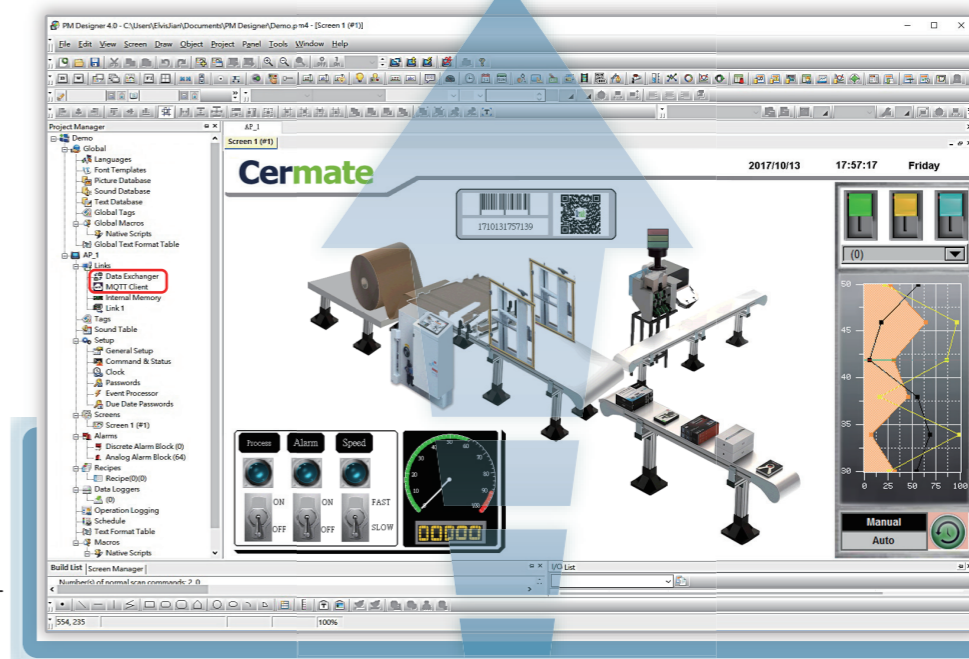 PM Designer 4.0 - C:\Users\ElvisJian\Documents\PM Designer\Demo.pm4 - [Screen 1 (#1)]
File Edit View Screen Draw Object Project Panel Tools Window Help
Project Manager
AP_1
Demo
Screen 1 (#1)
Global
Languages
Font Templates
Picture Database
Sound Database
Text Database
Global Tags
Global Macros
Native Scripts
Global Text Format Table
AP_1
Links
Data Exchanger
MQTT Client
Internal Memory
Link 1
Tags
Sound Table
Setup
General Setup
Command & Status
Clock
Passwords
Event Processor
Due Date Passwords
Screens
Screen 1 (#1)
Alarms
Discrete Alarm Block (0)
Analog Alarm Block (64)
Recipes
Recipe(0)(0)
Data Loggers
(0)
Operation Logging
Schedule
Text Format Table
Macros
Native Scripts
Cermate
2017/10/13 17:57:17 Friday
1710131757139
(0)
50
45
40
35
30
0 25 50 75 100
Process Alarm Speed
ON ON FAST
OFF OFF SLOW
10 20 30 40 50 60 70 80 90 100
00000
Manual
Auto
Build List Screen Manager
I/O List
Number(s) of normal scan commands: 2, 0
554, 235
100%